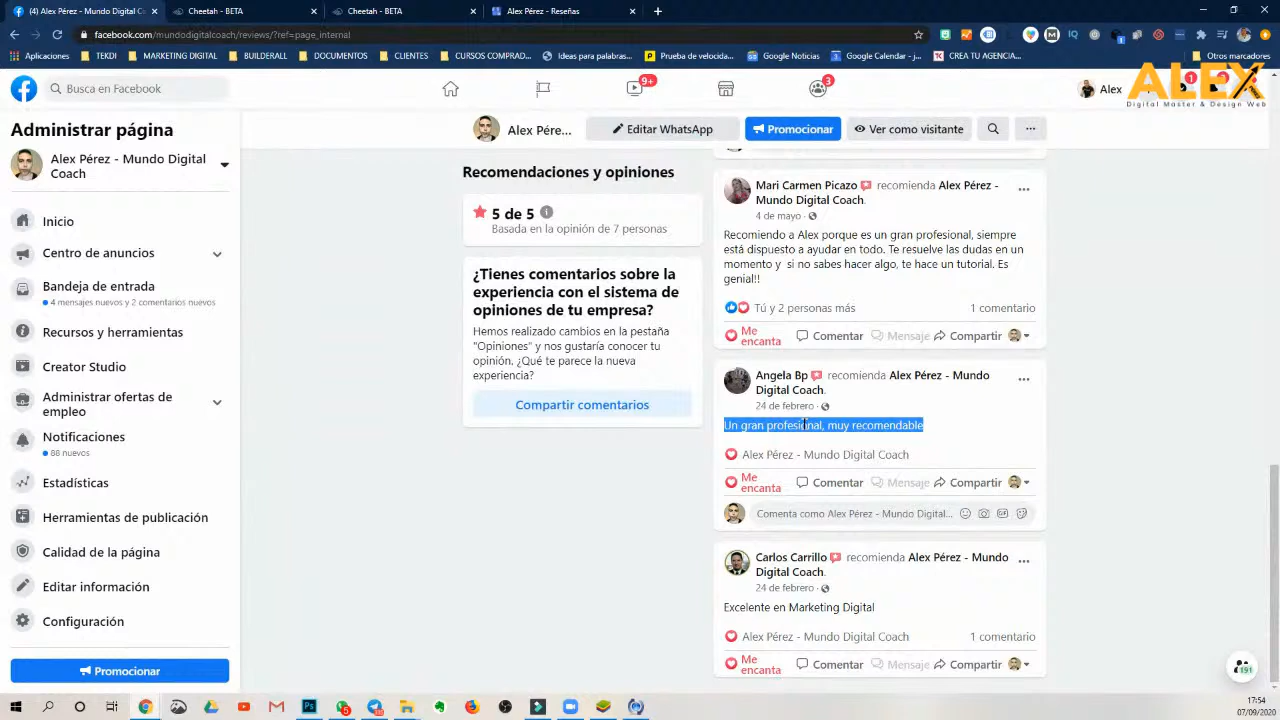 (4) Alex Pérez - Mundo Digital Co
Cheetah - BETA
Cheetah - BETA
Alex Pérez - Reseñas
facebook.com/mundodigitalcoach/reviews/?ref=page_internal
Aplicaciones
TEKDI
MARKETING DIGITAL
BUILDERALL
DOCUMENTOS
CLIENTES
CURSOS COMPRAD...
Ideas para palabras...
Prueba de velocida...
Google Noticias
Google Calendar - j...
CREA TU AGENCIA...
Otros marcadores
Busca en Facebook
9+
3
Alex
1
ALEX
Digital Master & Design Web
Administrar página
Alex Pérez - Mundo Digital
Coach
Inicio
Centro de anuncios
Bandeja de entrada
4 mensajes nuevos y 2 comentarios nuevos
Recursos y herramientas
Creator Studio
Administrar ofertas de
empleo
Notificaciones
88 nuevos
Estadísticas
Herramientas de publicación
Calidad de la página
Editar información
Configuración
Promocionar
Alex Pére...
Editar WhatsApp
Promocionar
Ver como visitante
Recomendaciones y opiniones
5 de 5
Basada en la opinión de 7 personas
¿Tienes comentarios sobre la
experiencia con el sistema de
opiniones de tu empresa?
Hemos realizado cambios en la pestaña
"Opiniones" y nos gustaría conocer tu
opinión. ¿Qué te parece la nueva
experiencia?
Compartir comentarios
Mari Carmen Picazo recomienda Alex Pérez -
Mundo Digital Coach.
4 de mayo ·
Recomiendo a Alex porque es un gran profesional, siempre
está dispuesto a ayudar en todo. Te resuelve las dudas en un
momento y si no sabes hacer algo, te hace un tutorial. Es
genial!!
Tú y 2 personas más
1 comentario
Me encanta
Comentar
Mensaje
Compartir
Angela Bp recomienda Alex Pérez - Mundo
Digital Coach.
24 de febrero ·
Un gran profesional, muy recomendable
Alex Pérez - Mundo Digital Coach
Me encanta
Comentar
Mensaje
Compartir
Comenta como Alex Pérez - Mundo Digital...
Carlos Carrillo recomienda Alex Pérez - Mundo
Digital Coach.
24 de febrero ·
Excelente en Marketing Digital
Alex Pérez - Mundo Digital Coach
1 comentario
Me encanta
Comentar
Mensaje
Compartir
191
17:54
07/09/2020